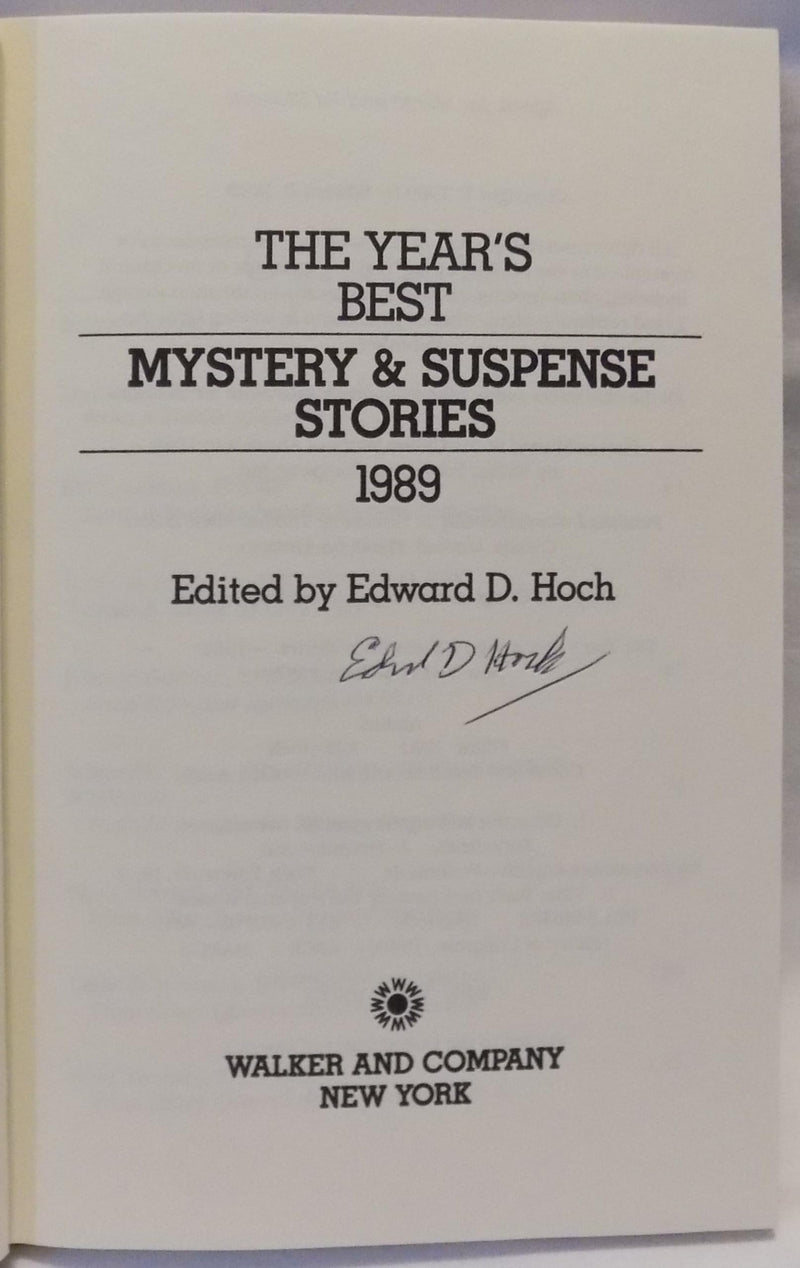 THE YEAR'S
BEST
MYSTERY & SUSPENSE
STORIES
1989
Edited by Edward D. Hoch
Edwd D Hoch
WALKER AND COMPANY
NEW YORK